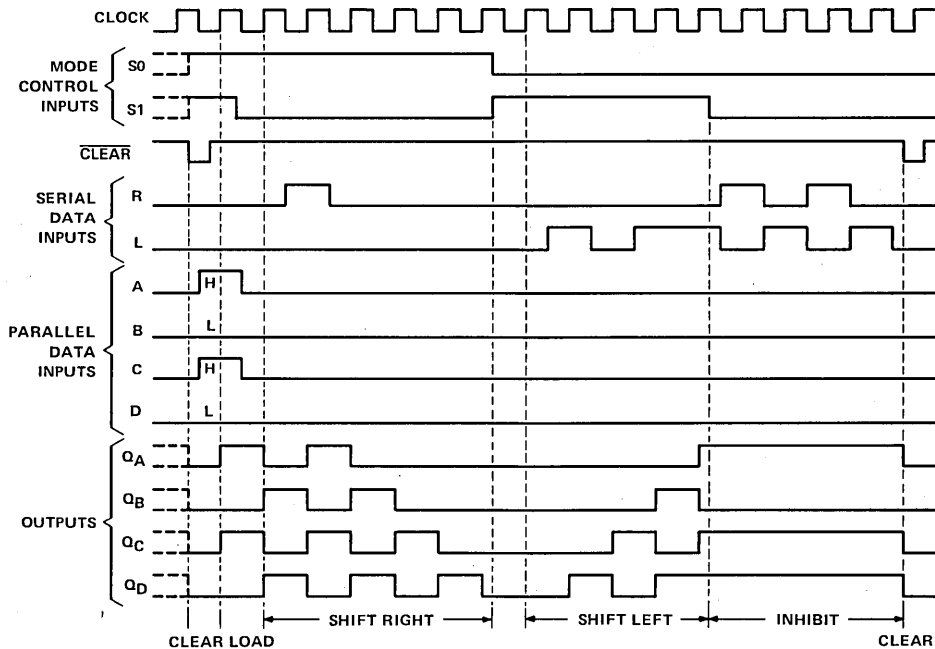 CLOCK
MODE CONTROL INPUTS
S0
S1
CLEAR
SERIAL DATA INPUTS
R
L
PARALLEL DATA INPUTS
A
H
B
L
C
H
D
L
OUTPUTS
QA
QB
QC
QD
SHIFT RIGHT
SHIFT LEFT
INHIBIT
CLEAR LOAD
CLEAR